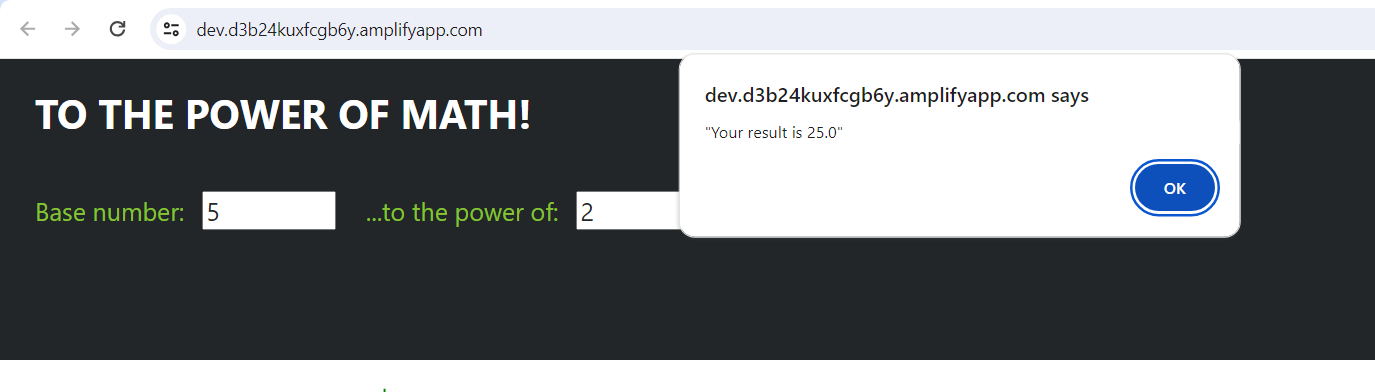 dev.d3b24kuxfcgb6y.amplifyapp.com
dev.d3b24kuxfcgb6y.amplifyapp.com says
"Your result is 25.0"
OK
TO THE POWER OF MATH!
Base number: 5 ...to the power of: 2